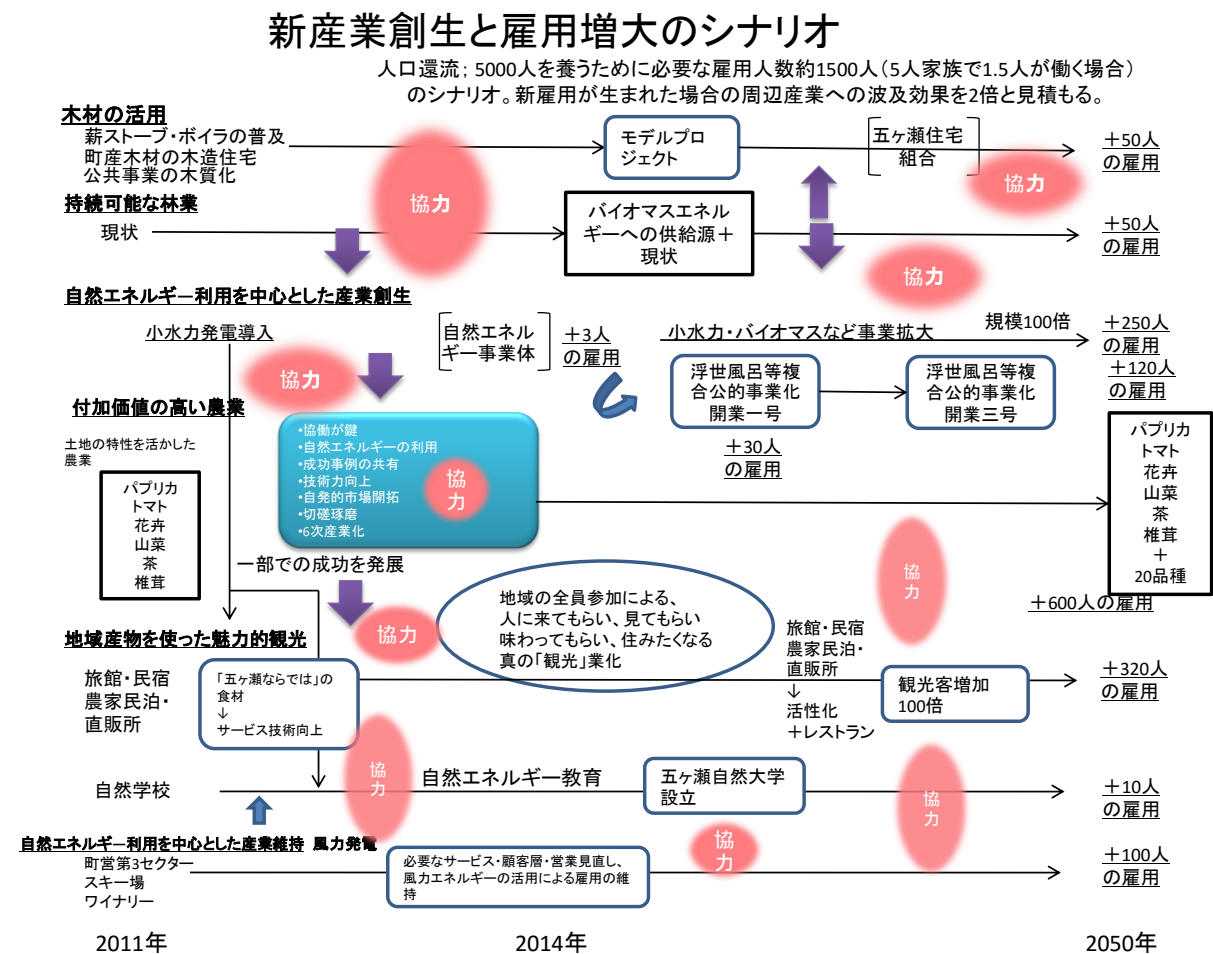 新産業創生と雇用増大のシナリオ
人口還流；5000人を養うために必要な雇用人数約1500人（5人家族で1.5人が働く場合）
のシナリオ。新雇用が生まれた場合の周辺産業への波及効果を2倍と見積もる。
木材の活用
薪ストーブ・ボイラの普及
町産木材の木造住宅
公共事業の木質化
協力
モデルプロ
ジェクト
五ヶ瀬住宅
組合
協力
＋50人
の雇用
持続可能な林業
現状
バイオマスエネル
ギーへの供給源＋
現状
協力
＋50人
の雇用
自然エネルギー利用を中心とした産業創生
小水力発電導入
協力
自然エネル
ギー事業体
＋3人
の雇用
小水力・バイオマスなど事業拡大
規模100倍
＋250人
の雇用
浮世風呂等複
合公的事業化
開業一号
浮世風呂等複
合公的事業化
開業三号
＋120人
の雇用
＋30人
の雇用
付加価値の高い農業
土地の特性を活かした
農業
パプリカ
トマト
花卉
山菜
茶
椎茸
•協働が鍵
•自然エネルギーの利用
•成功事例の共有
•技術力向上
•自発的市場開拓
•切磋琢磨
•6次産業化
協
力
パプリカ
トマト
花卉
山菜
茶
椎茸
＋
20品種
一部での成功を発展
協
力
＋600人の雇用
地域産物を使った魅力的観光
協力
地域の全員参加による、
人に来てもらい、見てもらい
味わってもらい、住みたくなる
真の「観光」業化
旅館・民宿
農家民泊・
直販所
「五ヶ瀬ならでは」の
食材
↓
サービス技術向上
旅館・民宿
農家民泊・
直販所
↓
活性化
＋レストラン
観光客増加
100倍
＋320人
の雇用
自然学校
協
力
自然エネルギー教育
五ヶ瀬自然大学
設立
協
力
＋10人
の雇用
自然エネルギー利用を中心とした産業維持 風力発電
町営第3セクター
スキー場
ワイナリー
必要なサービス・顧客層・営業見直し、
風力エネルギーの活用による雇用の維
持
協
力
＋100人
の雇用
2011年
2014年
2050年